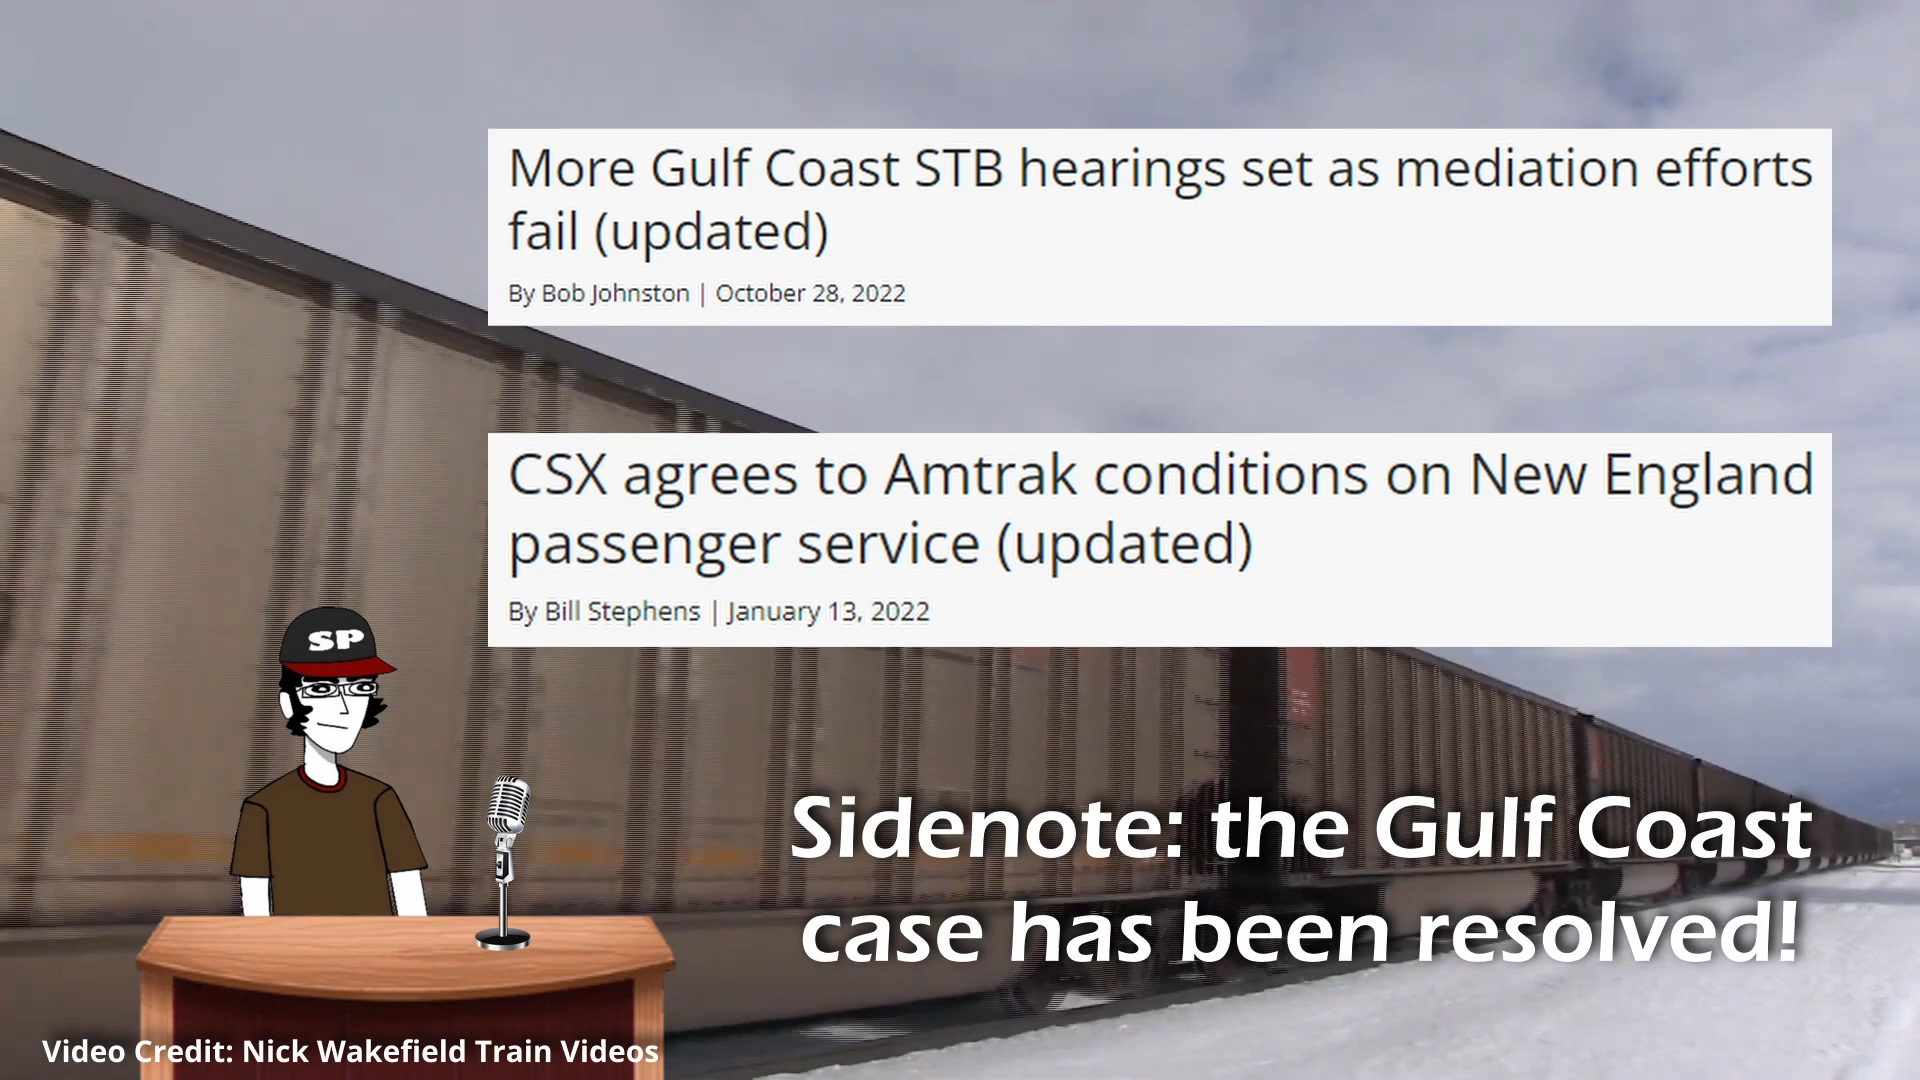 More Gulf Coast STB hearings set as mediation efforts
fail (updated)
By Bob Johnston | October 28, 2022
CSX agrees to Amtrak conditions on New England
passenger service (updated)
By Bill Stephens | January 13, 2022
SP
Sidenote: the Gulf Coast
case has been resolved!
Video Credit: Nick Wakefield Train Videos